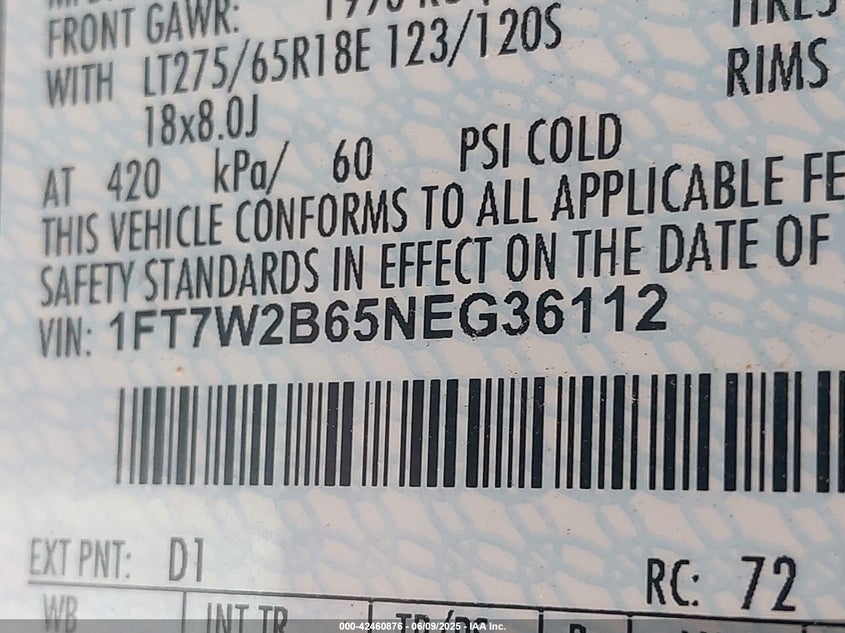 FRONT GAWR:
TIRES
WITH LT275/65R18E 123/120S
RIMS
18x8.0J
AT 420 kPa/ 60 PSI COLD
THIS VEHICLE CONFORMS TO ALL APPLICABLE FE
SAFETY STANDARDS IN EFFECT ON THE DATE OF
VIN: 1FT7W2B65NEG36112
EXT PNT: D1
RC: 72
WB INT TR
000-42460876 - 06/09/2025 - IAA Inc.